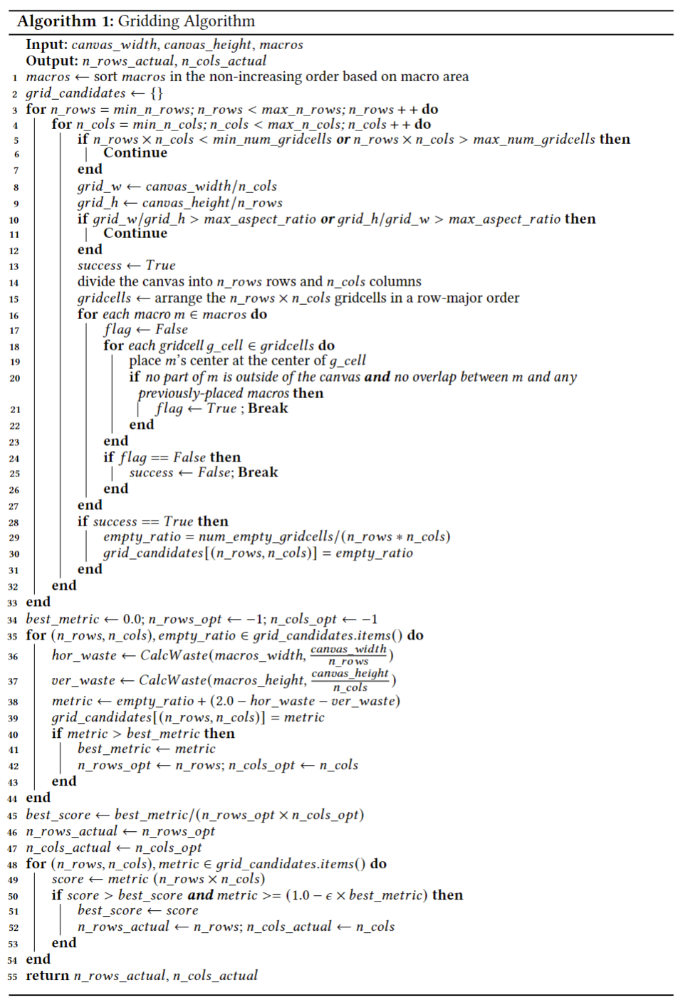 Algorithm 1: Gridding Algorithm
Input: canvas_width, canvas_height, macros
Output: n_rows_actual, n_cols_actual
1 macros ← sort macros in the non-increasing order based on macro area
2 grid_candidates ← {}
3 for n_rows = min_n_rows; n_rows < max_n_rows; n_rows + + do
4 for n_cols = min_n_cols; n_cols < max_n_cols; n_cols + + do
5 if n_rows × n_cols < min_num_gridcells or n_rows × n_cols > max_num_gridcells then
6 Continue
7 end
8 grid_w ← canvas_width/n_cols
9 grid_h ← canvas_height/n_rows
10 if grid_w/grid_h > max_aspect_ratio or grid_h/grid_w > max_aspect_ratio then
11 Continue
12 end
13 success ← True
14 divide the canvas into n_rows rows and n_cols columns
15 gridcells ← arrange the n_rows × n_cols gridcells in a row-major order
16 for each macro m ∈ macros do
17 flag ← False
18 for each gridcell g_cell ∈ gridcells do
19 place m's center at the center of g_cell
20 if no part of m is outside of the canvas and no overlap between m and any
previously-placed macros then
21 flag ← True ; Break
22 end
23 end
24 if flag == False then
25 success ← False; Break
26 end
27 end
28 if success == True then
29 empty_ratio = num_empty_gridcells/(n_rows * n_cols)
30 grid_candidates[(n_rows, n_cols)] = empty_ratio
31 end
32 end
33 end
34 best_metric ← 0.0; n_rows_opt ← −1; n_cols_opt ← −1
35 for (n_rows, n_cols), empty_ratio ∈ grid_candidates.items() do
36 hor_waste ← CalcWaste(macros_width, canvas_width/n_rows)
37 ver_waste ← CalcWaste(macros_height, canvas_height/n_cols)
38 metric ← empty_ratio + (2.0 − hor_waste − ver_waste)
39 grid_candidates[(n_rows, n_cols)] = metric
40 if metric > best_metric then
41 best_metric ← metric
42 n_rows_opt ← n_rows; n_cols_opt ← n_cols
43 end
44 end
45 best_score ← best_metric/(n_rows_opt × n_cols_opt)
46 n_rows_actual ← n_rows_opt
47 n_cols_actual ← n_cols_opt
48 for (n_rows, n_cols), metric ∈ grid_candidates.items() do
49 score ← metric (n_rows × n_cols)
50 if score > best_score and metric >= (1.0 − ϵ × best_metric) then
51 best_score ← score
52 n_rows_actual ← n_rows; n_cols_actual ← n_cols
53 end
54 end
55 return n_rows_actual, n_cols_actual